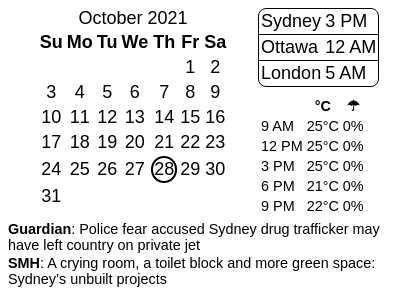 October 2021
Su Mo Tu We Th Fr Sa
1 2
3 4 5 6 7 8 9
10 11 12 13 14 15 16
17 18 19 20 21 22 23
24 25 26 27 28 29 30
31
Sydney 3 PM
Ottawa 12 AM
London 5 AM
°C ☂
9 AM 25°C 0%
12 PM 25°C 0%
3 PM 25°C 0%
6 PM 21°C 0%
9 PM 22°C 0%
Guardian: Police fear accused Sydney drug trafficker may
have left country on private jet
SMH: A crying room, a toilet block and more green space:
Sydney’s unbuilt projects